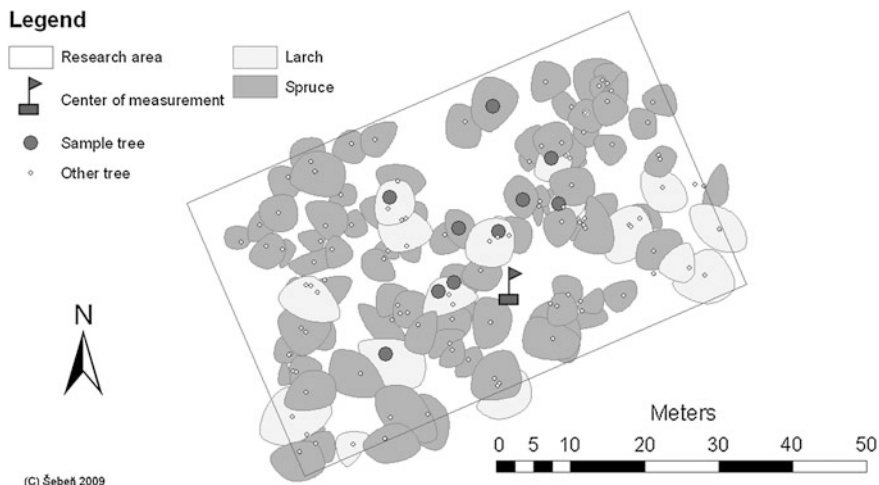 Legend
Research area
Larch
Center of measurement
Spruce
Sample tree
Other tree
N
Meters
0 5 10 20 30 40 50
(C) Šebeň 2009